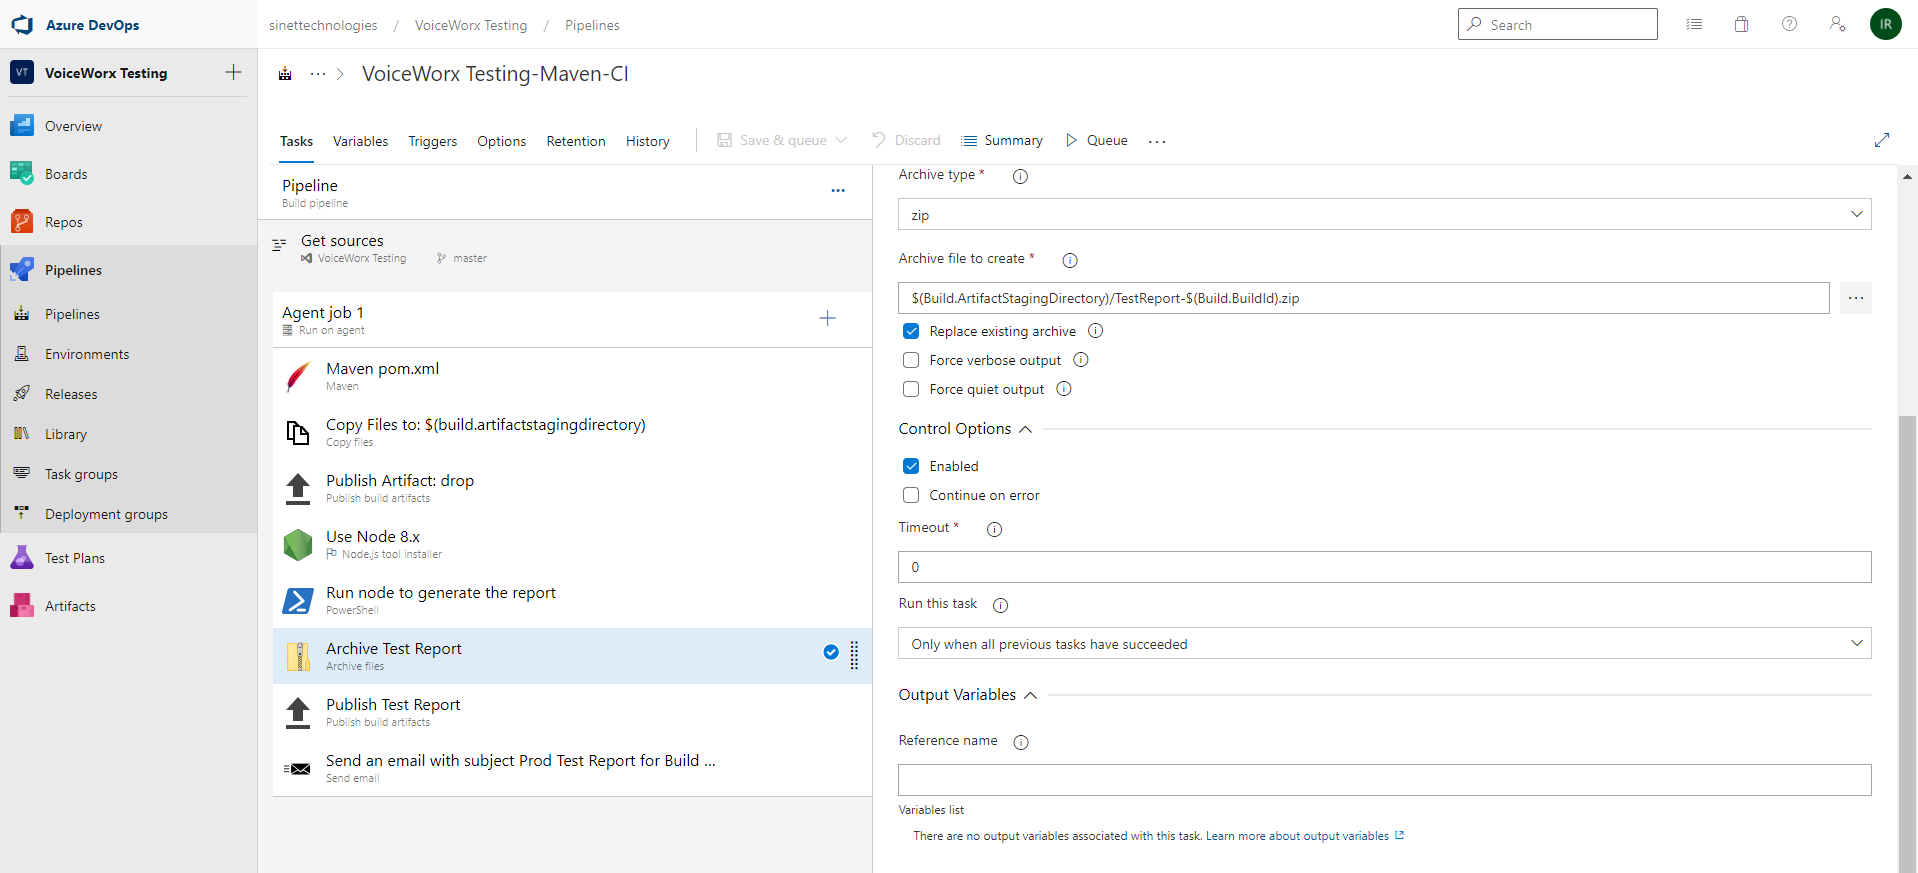 Azure DevOps
sinettechnologies / VoiceWorx Testing / Pipelines
Search
IR
VT VoiceWorx Testing
Overview
Boards
Repos
Pipelines
Pipelines
Environments
Releases
Library
Task groups
Deployment groups
Test Plans
Artifacts
··· > VoiceWorx Testing-Maven-CI
Tasks Variables Triggers Options Retention History Save & queue Discard Summary Queue ···
Pipeline
Build pipeline
Get sources
VoiceWorx Testing master
Agent job 1
Run on agent
Maven pom.xml
Maven
Copy Files to: $(build.artifactstagingdirectory)
Copy files
Publish Artifact: drop
Publish build artifacts
Use Node 8.x
Node.js tool installer
Run node to generate the report
PowerShell
Archive Test Report
Archive files
Publish Test Report
Publish build artifacts
Send an email with subject Prod Test Report for Build ...
Send email
Archive type *
zip
Archive file to create *
$(Build.ArtifactStagingDirectory)/TestReport-$(Build.BuildId).zip
Replace existing archive
Force verbose output
Force quiet output
Control Options
Enabled
Continue on error
Timeout *
0
Run this task
Only when all previous tasks have succeeded
Output Variables
Reference name
Variables list
There are no output variables associated with this task. Learn more about output variables